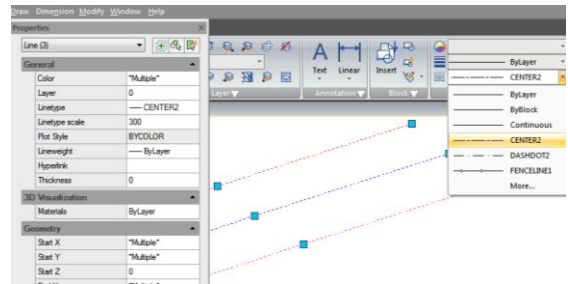 Draw Dimension Modify Window Help
Properties
Line (3)
General
Color "Multiple"
Layer 0
Linetype CENTER2
Linetype scale 300
Plot Style BYCOLOR
Lineweight ByLayer
Hyperlink
Thickness 0
3D Visualization
Materials ByLayer
Geometry
Start X "Multiple"
Start Y "Multiple"
Start Z 0
Text Linear Insert
Layer Annotation Block
ByLayer
CENTER2
ByLayer
ByBlock
Continuous
CENTER2
DASHDOT2
FENCELINE1
More...